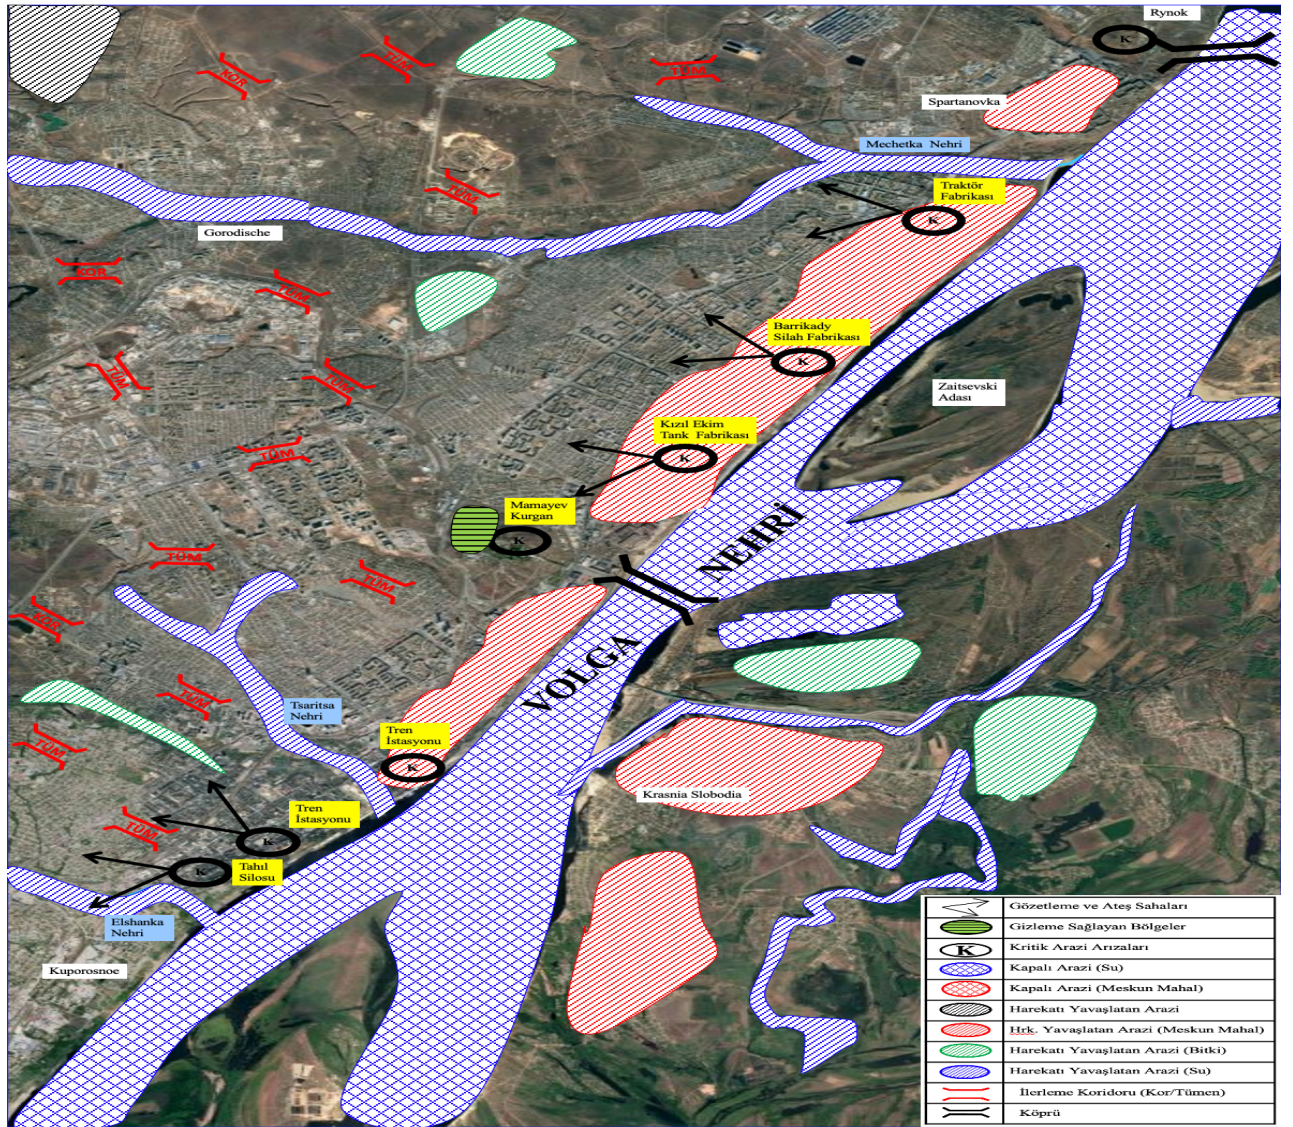 Rynok
K
KOR
TÜM
TÜM
Spartanovka
Mechetka Nehri
TÜM
Traktör
Fabrikası
K
Gorodische
KOR
TÜM
Barrikady
Silah Fabrikası
K
TÜM
TÜM
Zaitsevski
Adası
Kızıl Ekim
Tank Fabrikası
K
TÜM
Mamayev
Kurgan
K
VOLGA NEHRİ
TÜM
TÜM
KOR
TÜM
Tsaritsa
Nehri
Tren
İstasyonu
K
TÜM
Krasnia Slobodia
Tren
İstasyonu
K
TÜM
Tahıl
Silosu
K
Elshanka
Nehri
Kuporosnoe
Gözetleme ve Ateş Sahaları
Gizleme Sağlayan Bölgeler
K Kritik Arazi Arızaları
Kapalı Arazi (Su)
Kapalı Arazi (Meskun Mahal)
Harekatı Yavaşlatan Arazi
Hrk. Yavaşlatan Arazi (Meskun Mahal)
Harekatı Yavaşlatan Arazi (Bitki)
Harekatı Yavaşlatan Arazi (Su)
İlerleme Koridoru (Kor/Tümen)
Köprü